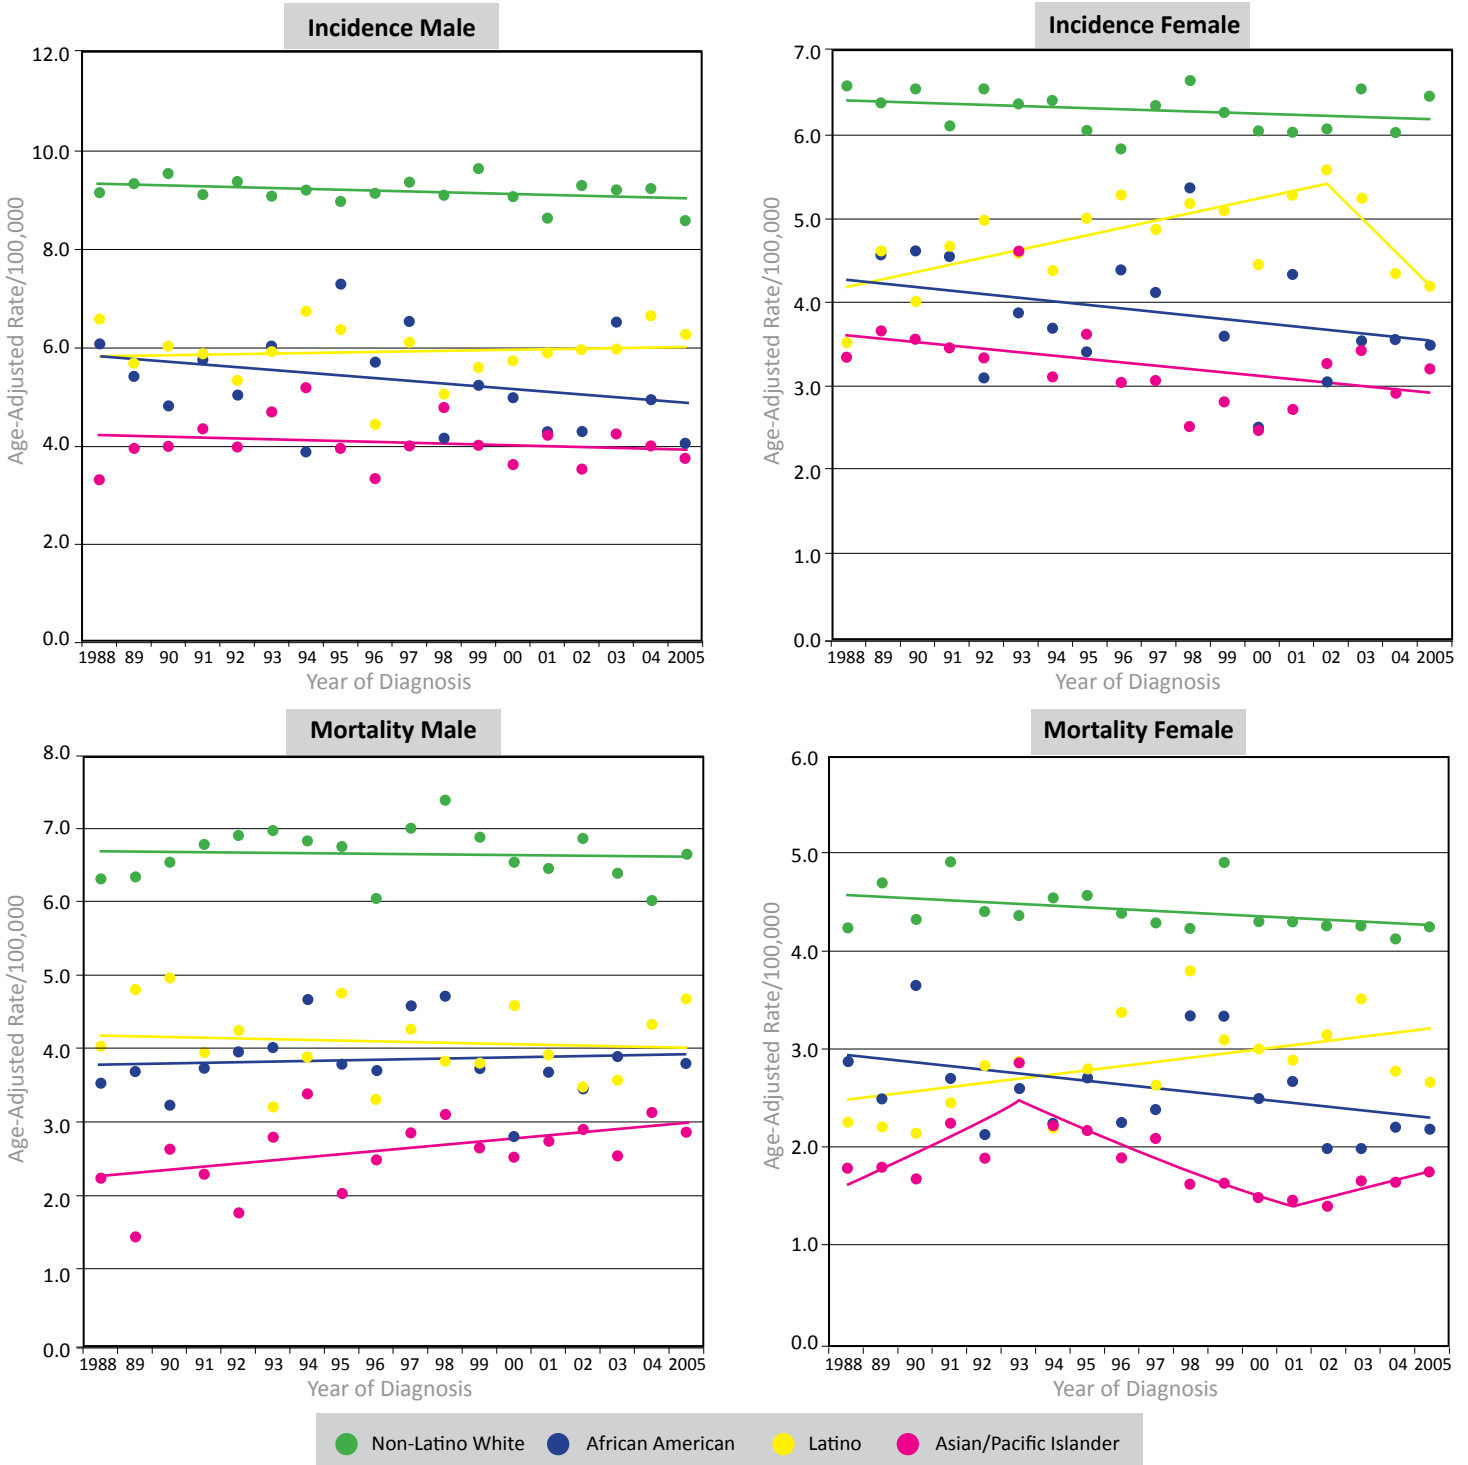 Incidence Male
Age-Adjusted Rate/100,000
12.0
10.0
8.0
6.0
4.0
2.0
0.0
1988 89 90 91 92 93 94 95 96 97 98 99 00 01 02 03 04 2005
Year of Diagnosis
Incidence Female
Age-Adjusted Rate/100,000
7.0
6.0
5.0
4.0
3.0
2.0
1.0
0.0
1988 89 90 91 92 93 94 95 96 97 98 99 00 01 02 03 04 2005
Year of Diagnosis
Mortality Male
Age-Adjusted Rate/100,000
8.0
7.0
6.0
5.0
4.0
3.0
2.0
1.0
0.0
1988 89 90 91 92 93 94 95 96 97 98 99 00 01 02 03 04 2005
Year of Diagnosis
Mortality Female
Age-Adjusted Rate/100,000
6.0
5.0
4.0
3.0
2.0
1.0
0.0
1988 89 90 91 92 93 94 95 96 97 98 99 00 01 02 03 04 2005
Year of Diagnosis
Non-Latino White African American Latino Asian/Pacific Islander